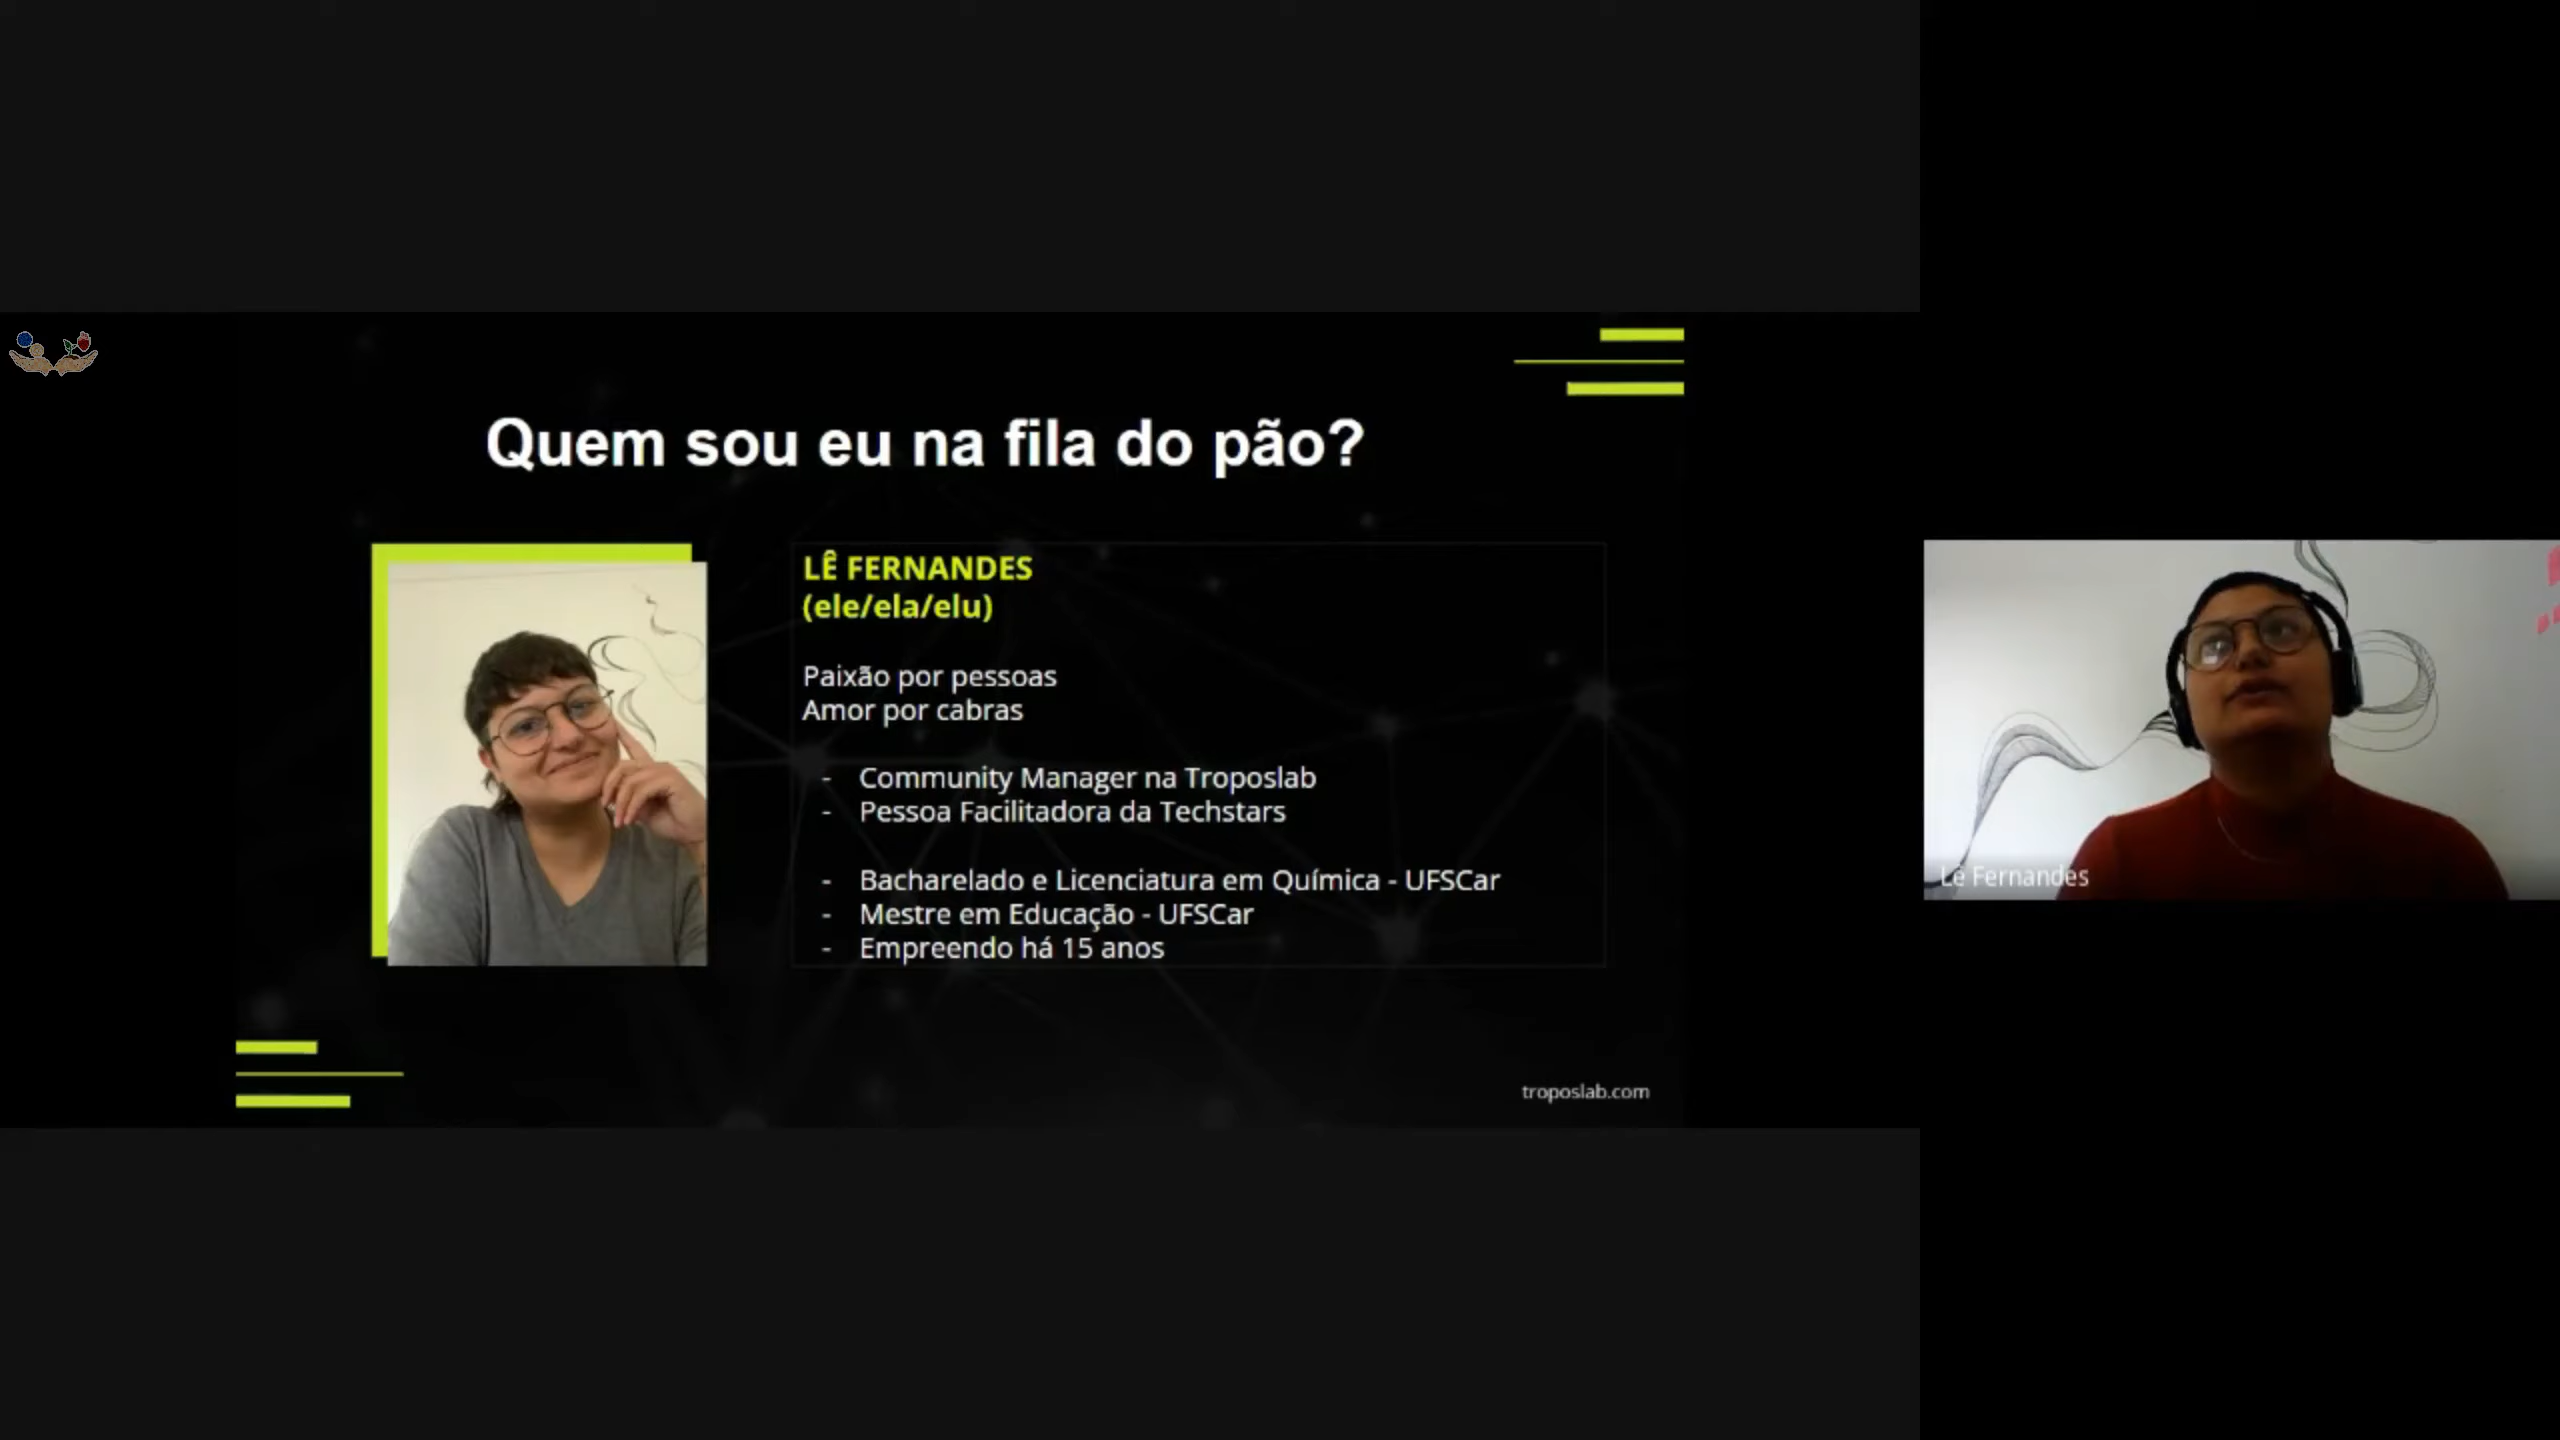 Quem sou eu na fila do pão?
LÊ FERNANDES
(ele/ela/elu)
Paixão por pessoas
Amor por cabras
- Community Manager na Troposlab
- Pessoa Facilitadora da Techstars
- Bacharelado e Licenciatura em Química - UFSCar
- Mestre em Educação - UFSCar
- Empreendo há 15 anos
troposlab.com
Lê Fernandes